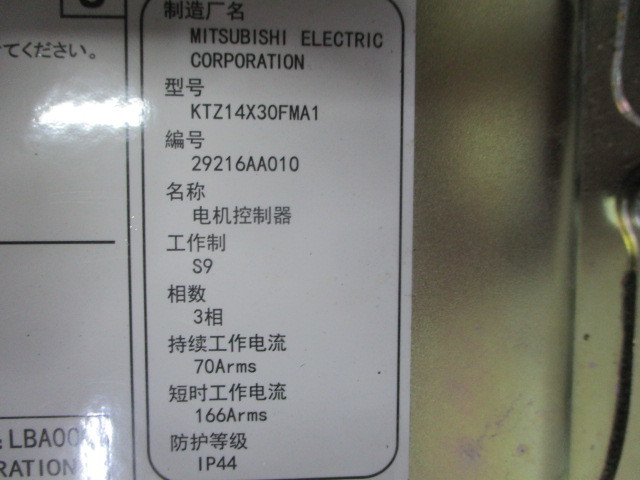 てください。
制造厂名
MITSUBISHI ELECTRIC
CORPORATION
型号
KTZ14X30FMA1
编号
29216AA010
名称
电机控制器
工作制
S9
相数
3相
持续工作电流
70Arms
短时工作电流
166Arms
防护等级
IP44
:LBA00
RATION